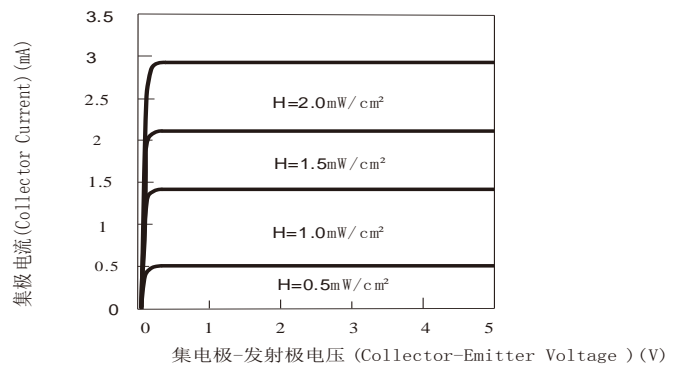 3.5
3
2.5
2
1.5
1
0.5
0
集极电流(Collector Current)(mA)
H=2.0mW/cm²
H=1.5mW/cm²
H=1.0mW/cm²
H=0.5mW/cm²
0 1 2 3 4 5
集电极-发射极电压 (Collector-Emitter Voltage )(V)